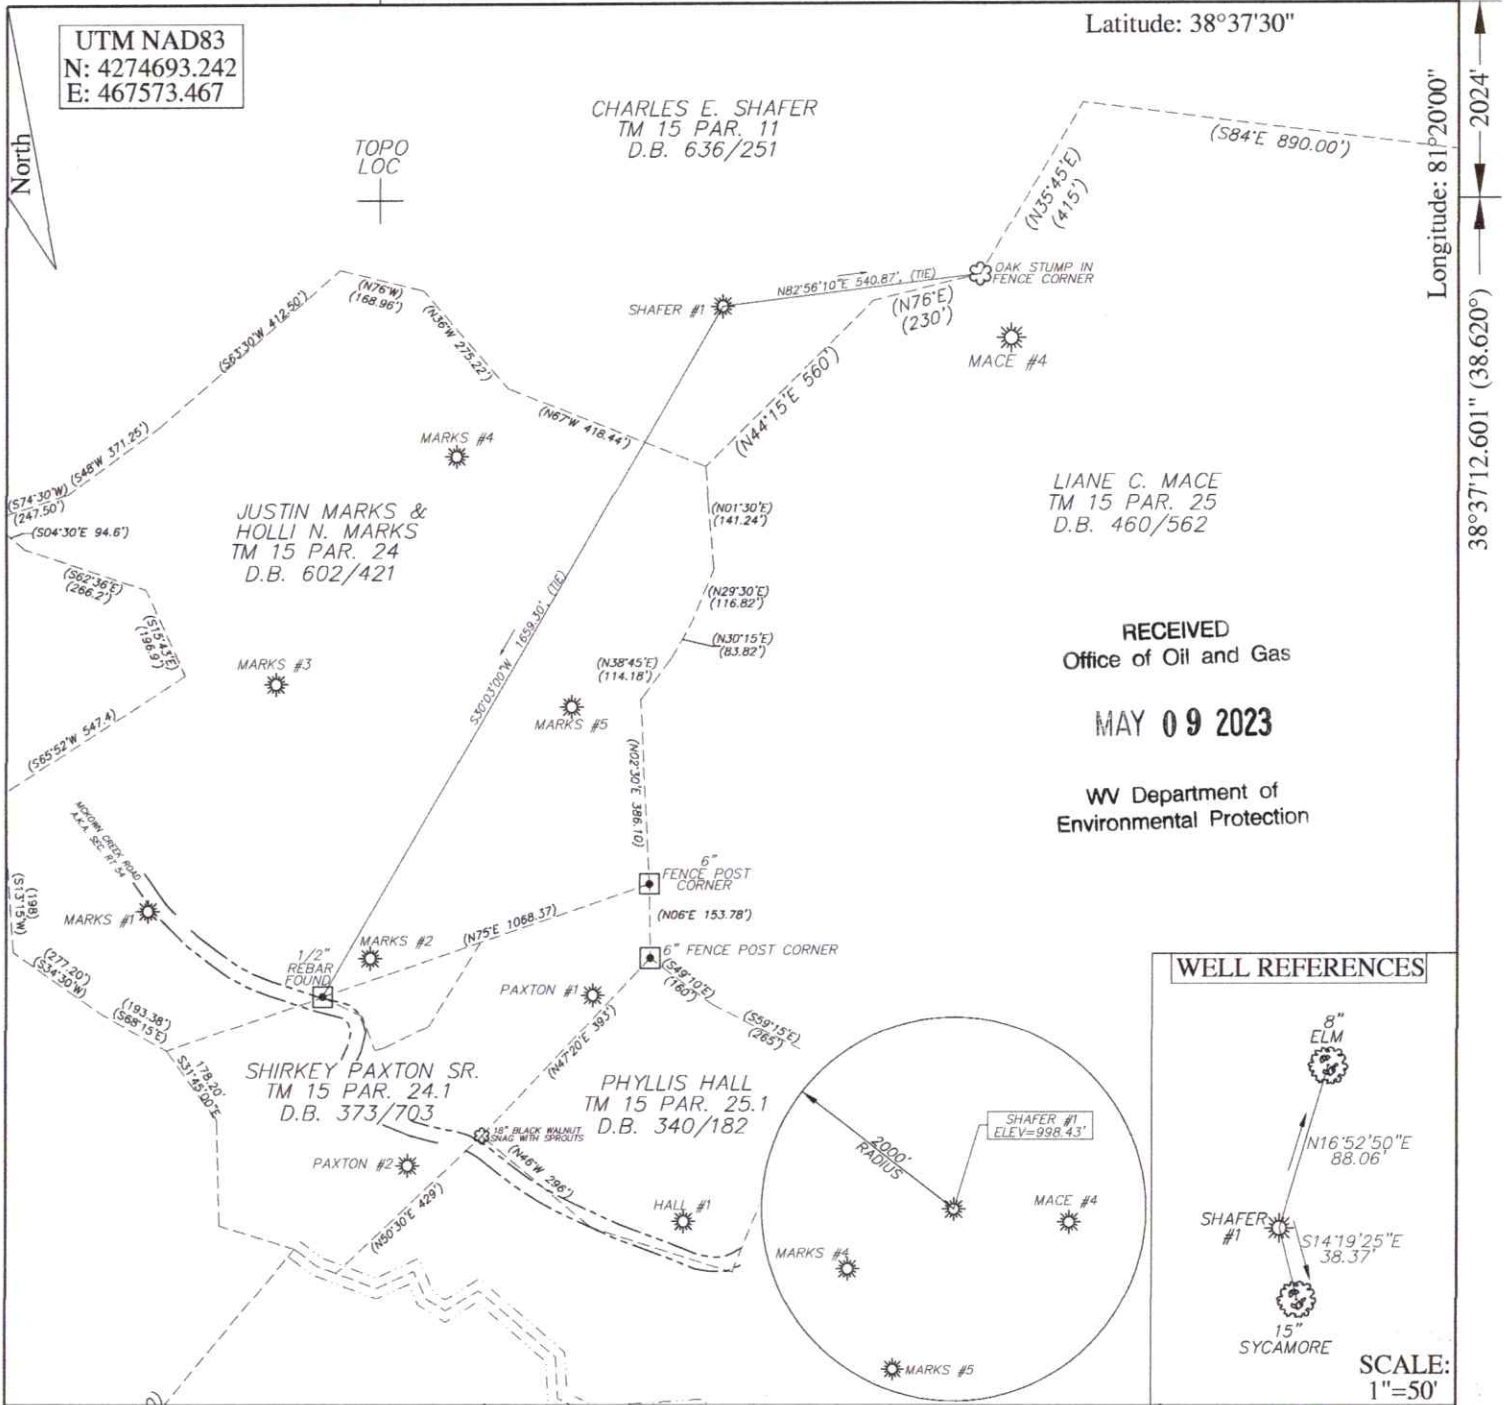 UTM NAD83
N: 4274693.242
E: 467573.467
Latitude: 38°37'30"
North
TOPO
LOC
CHARLES E. SHAFER
TM 15 PAR. 11
D.B. 636/251
(S84°E 890.00')
(N35°45'E)
(415')
Longitude: 81°20'00"
2024'
38°37'12.601" (38.620°)
OAK STUMP IN
FENCE CORNER
N82°56'10"E 540.87', (TIE)
SHAFER #1
(N76°E)
(230')
MACE #4
(N76°W)
(168.96')
(N36°W 275.22')
(S63°30'W 412.50')
(N67°W 418.44')
(N44°15'E 560')
MARKS #4
(S48°W 371.25')
(S74°30'W)
(247.50')
(S04°30'E 94.6')
JUSTIN MARKS &
HOLLI N. MARKS
TM 15 PAR. 24
D.B. 602/421
LIANE C. MACE
TM 15 PAR. 25
D.B. 460/562
(N01°30'E)
(141.24')
(S62°36'E)
(266.2')
(S15°43'E)
(196.9')
(N29°30'E)
(116.82')
(N30°15'E)
(83.82')
(N38°45'E)
(114.18')
S30°03'00"W 1659.30', (TIE)
MARKS #3
MARKS #5
(S65°52'W 547.4)
(N02°30'E 386.10)
RECEIVED
Office of Oil and Gas
MAY 09 2023
WV Department of
Environmental Protection
MCKOWN CREEK ROAD
A.K.A. SEC. RT 54
6"
FENCE POST
CORNER
(N06°E 153.78')
(N75°E 1068.37)
(198)
(S13°15'W)
MARKS #1
MARKS #2
1/2"
REBAR
FOUND
6" FENCE POST CORNER
(S49°10'E)
(160')
(277.20')
(S34°30'W)
(193.38')
(S68°15'E)
PAXTON #1
(S59°15'E)
(265')
(N47°20'E 393')
178.20'
S31°45'00"E
SHIRKEY PAXTON SR.
TM 15 PAR. 24.1
D.B. 373/703
PHYLLIS HALL
TM 15 PAR. 25.1
D.B. 340/182
18" BLACK WALNUT
SNAG WITH SPROUTS
PAXTON #2
(N46°W 296')
(N50°30'E 429')
HALL #1
2000'
RADIUS
SHAFER #1
ELEV=998.43'
MACE #4
MARKS #4
MARKS #5
WELL REFERENCES
8"
ELM
N16°52'50"E
88.06'
SHAFER
#1
S14°19'25"E
38.37'
15"
SYCAMORE
SCALE:
1"=50'